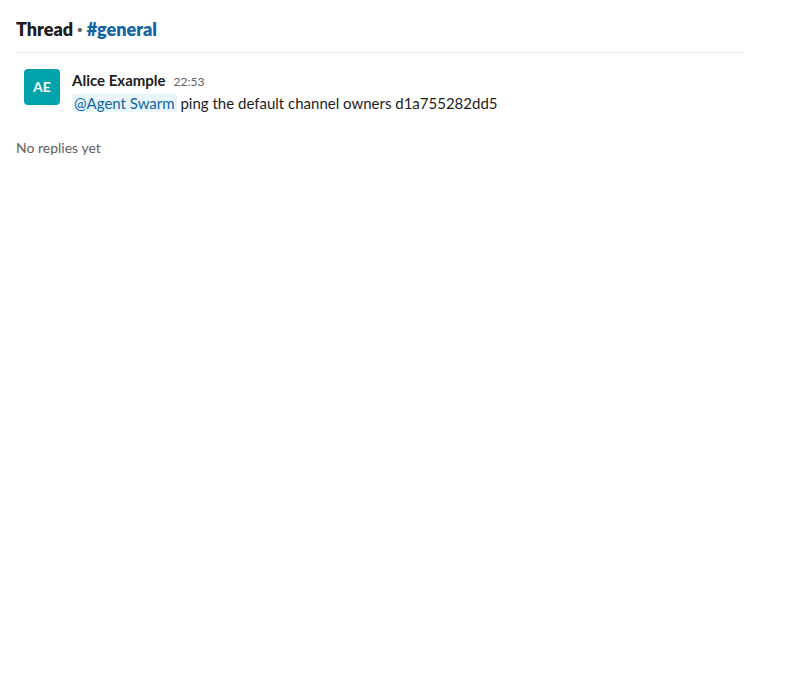 Thread • #general
AE
Alice Example 22:53
@Agent Swarm ping the default channel owners d1a755282dd5
No replies yet